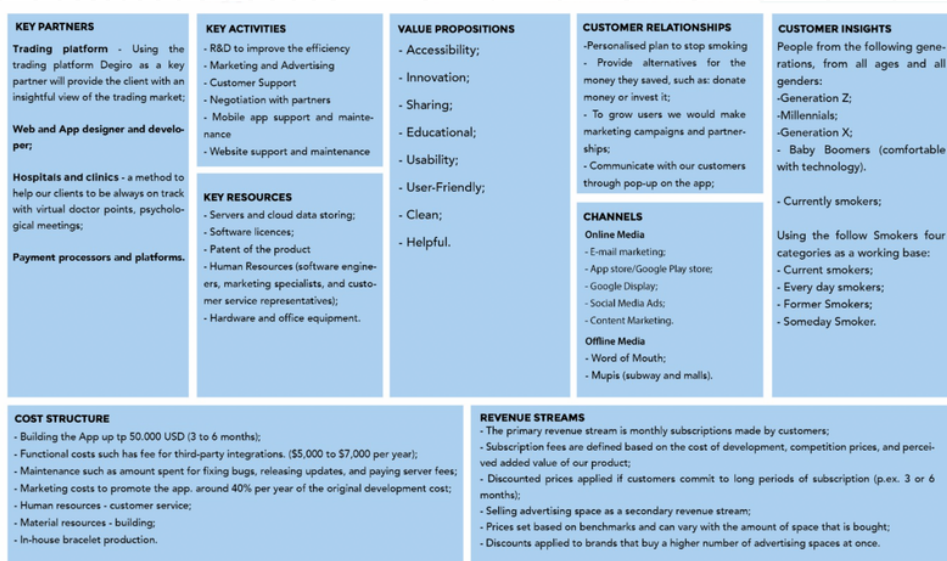 KEY PARTNERS
Trading platform - Using the
trading platform Degiro as a key
partner will provide the client with an
insightful view of the trading market;
Web and App designer and develo-
per;
Hospitals and clinics - a method to
help our clients to be always on track
with virtual doctor points, psycholo-
gical meetings;
Payment processors and platforms.
KEY ACTIVITIES
- R&D to improve the efficiency
- Marketing and Advertising
- Customer Support
- Negotiation with partners
- Mobile app support and mainte-
nance
- Website support and maintenance
KEY RESOURCES
- Servers and cloud data storing;
- Software licences;
- Patent of the product
- Human Resources (software engine-
ers, marketing specialists, and custo-
mer service representatives);
- Hardware and office equipment.
VALUE PROPOSITIONS
- Accessibility;
- Innovation;
- Sharing;
- Educational;
- Usability;
- User-Friendly;
- Clean;
- Helpful.
CUSTOMER RELATIONSHIPS
-Personalised plan to stop smoking
- Provide alternatives for the
money they saved, such as: donate
money or invest it;
- To grow users we would make
marketing campaigns and partner-
ships;
- Communicate with our customers
through pop-up on the app;
CHANNELS
Online Media
- E-mail marketing;
- App store/Google Play store;
- Google Display;
- Social Media Ads;
- Content Marketing.
Offline Media
- Word of Mouth;
- Mupis (subway and malls).
CUSTOMER INSIGHTS
People from the following gene-
rations, from all ages and all
genders:
-Generation Z;
-Millennials;
-Generation X;
- Baby Boomers (comfortable
with technology).
- Currently smokers;
Using the follow Smokers four
categories as a working base:
- Current smokers;
- Every day smokers;
- Former Smokers;
- Someday Smoker.
COST STRUCTURE
- Building the App up tp 50.000 USD (3 to 6 months);
- Functional costs such has fee for third-party integrations. ($5,000 to $7,000 per year);
- Maintenance such as amount spent for fixing bugs, releasing updates, and paying server fees;
- Marketing costs to promote the app. around 40% per year of the original development cost;
- Human resources - customer service;
- Material resources - building;
- In-house bracelet production.
REVENUE STREAMS
- The primary revenue stream is monthly subscriptions made by customers;
- Subscription fees are defined based on the cost of development, competition prices, and percei-
ved added value of our product;
- Discounted prices applied if customers commit to long periods of subscription (p.ex. 3 or 6
months);
- Selling advertising space as a secondary revenue stream;
- Prices set based on benchmarks and can vary with the amount of space that is bought;
- Discounts applied to brands that buy a higher number of advertising spaces at once.